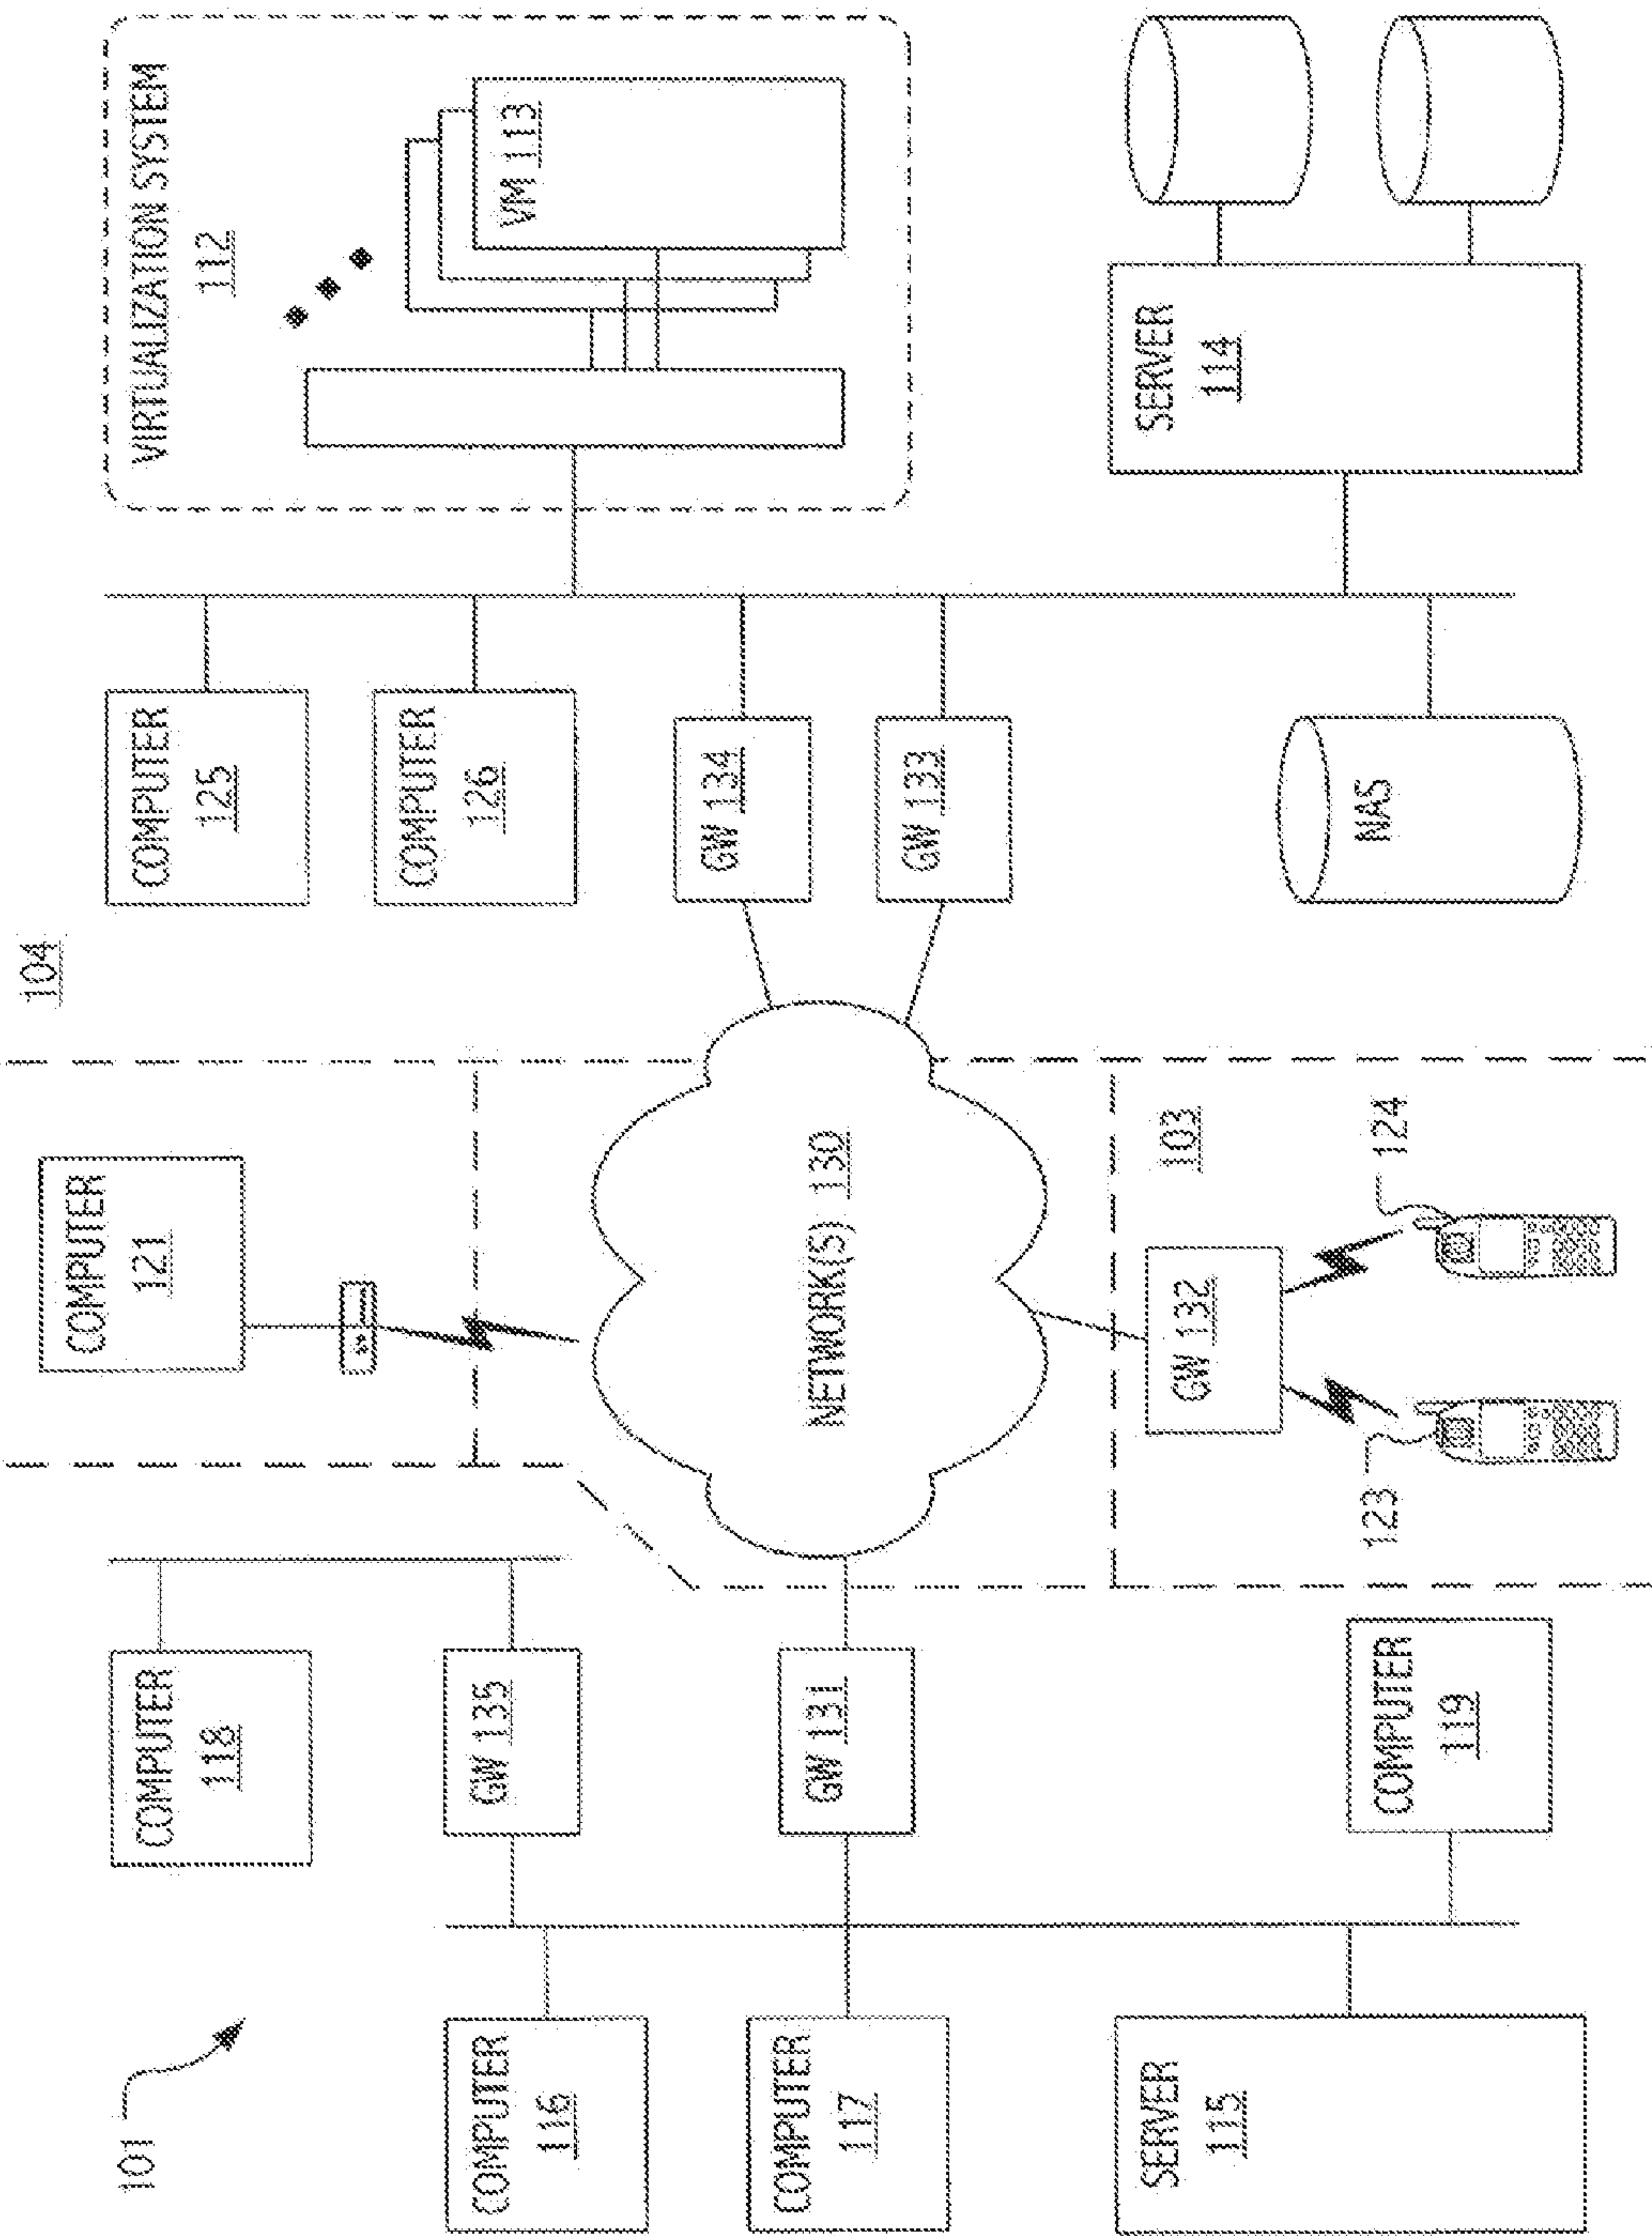 101
COMPUTER
116
COMPUTER
117
SERVER
115
COMPUTER
118
GW 135
GW 131
COMPUTER
119
COMPUTER
121
NETWORK(S) 130
103
GW 132
123
124
104
COMPUTER
125
COMPUTER
126
GW 134
GW 133
NAS
VIRTUALIZATION SYSTEM
112
VM 113
SERVER
114